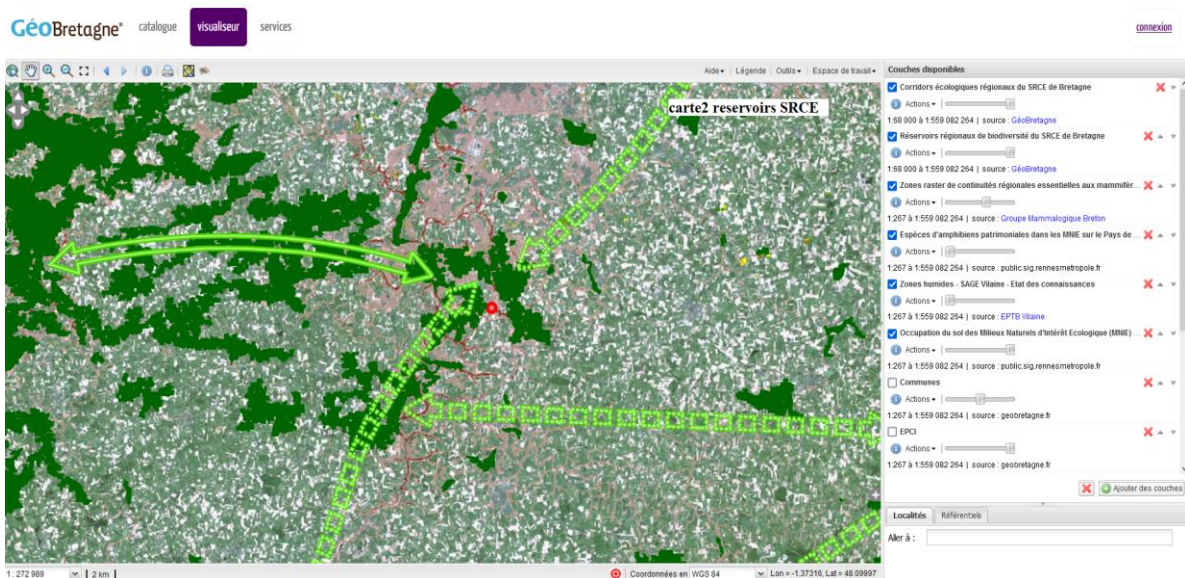 GéoBretagne®
catalogue
visualiseur
services
connexion
Aide
Légende
Outils
Espace de travail
carte2 reservoirs SRCE
Couches disponibles
Corridors écologiques régionaux du SRCE de Bretagne
Actions
1:68 000 à 1:559 082 264 | source : GéoBretagne
Réservoirs régionaux de biodiversité du SRCE de Bretagne
Actions
1:68 000 à 1:559 082 264 | source : GéoBretagne
Zones raster de continuités régionales essentielles aux mammifèr...
Actions
1:267 à 1:559 082 264 | source : Groupe Mammalogique Breton
Espèces d'amphibiens patrimoniales dans les MNIE sur le Pays de ...
Actions
1:267 à 1:559 082 264 | source : public.sig.rennesmetropole.fr
Zones humides - SAGE Vilaine - Etat des connaissances
Actions
1:267 à 1:559 082 264 | source : EPTB Vilaine
Occupation du sol des Milieux Naturels d'Intérêt Ecologique (MNIE) ...
Actions
1:267 à 1:559 082 264 | source : public.sig.rennesmetropole.fr
Communes
Actions
1:267 à 1:559 082 264 | source : geobretagne.fr
EPCI
Actions
1:267 à 1:559 082 264 | source : geobretagne.fr
Ajouter des couches
Localités
Référentiels
Aller à :
1 : 272 989
2 km
Coordonnées en WGS 84
Lon = -1.37316, Lat = 48.09997